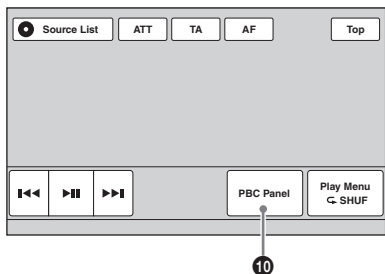 Source List ATT TA AF Top
PBC Panel
Play Menu
SHUF
10